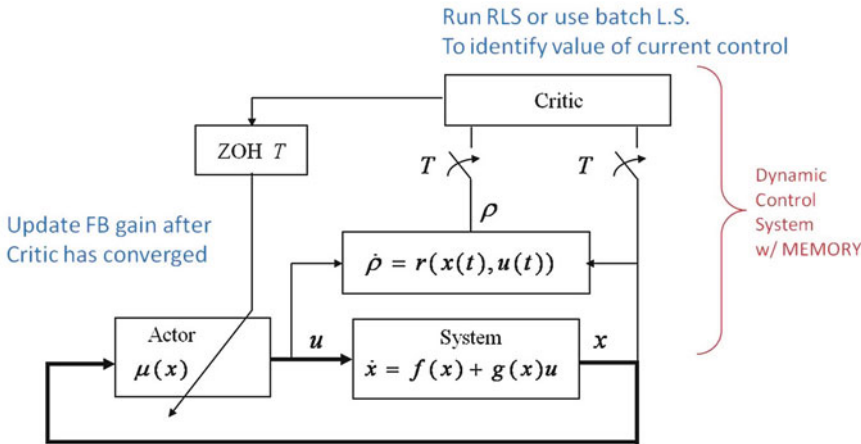 Run RLS or use batch L.S.
To identify value of current control
Critic
ZOH T
T
T
Dynamic
Control
System
w/ MEMORY
ρ
Update FB gain after
Critic has converged
ρ̇ = r(x(t),u(t))
Actor
μ(x)
u
System
ẋ = f(x) + g(x)u
x